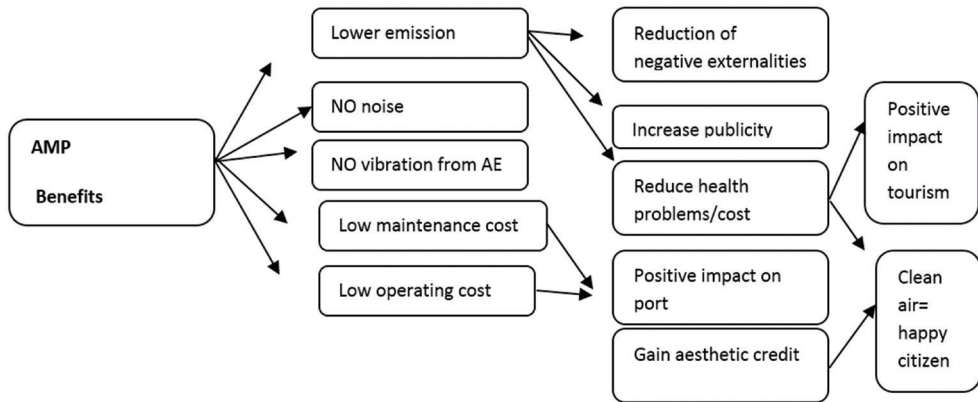 AMP
Benefits
Lower emission
NO noise
NO vibration from AE
Low maintenance cost
Low operating cost
Reduction of
negative externalities
Increase publicity
Reduce health
problems/cost
Positive impact on
port
Gain aesthetic credit
Positive
impact
on
tourism
Clean
air=
happy
citizen